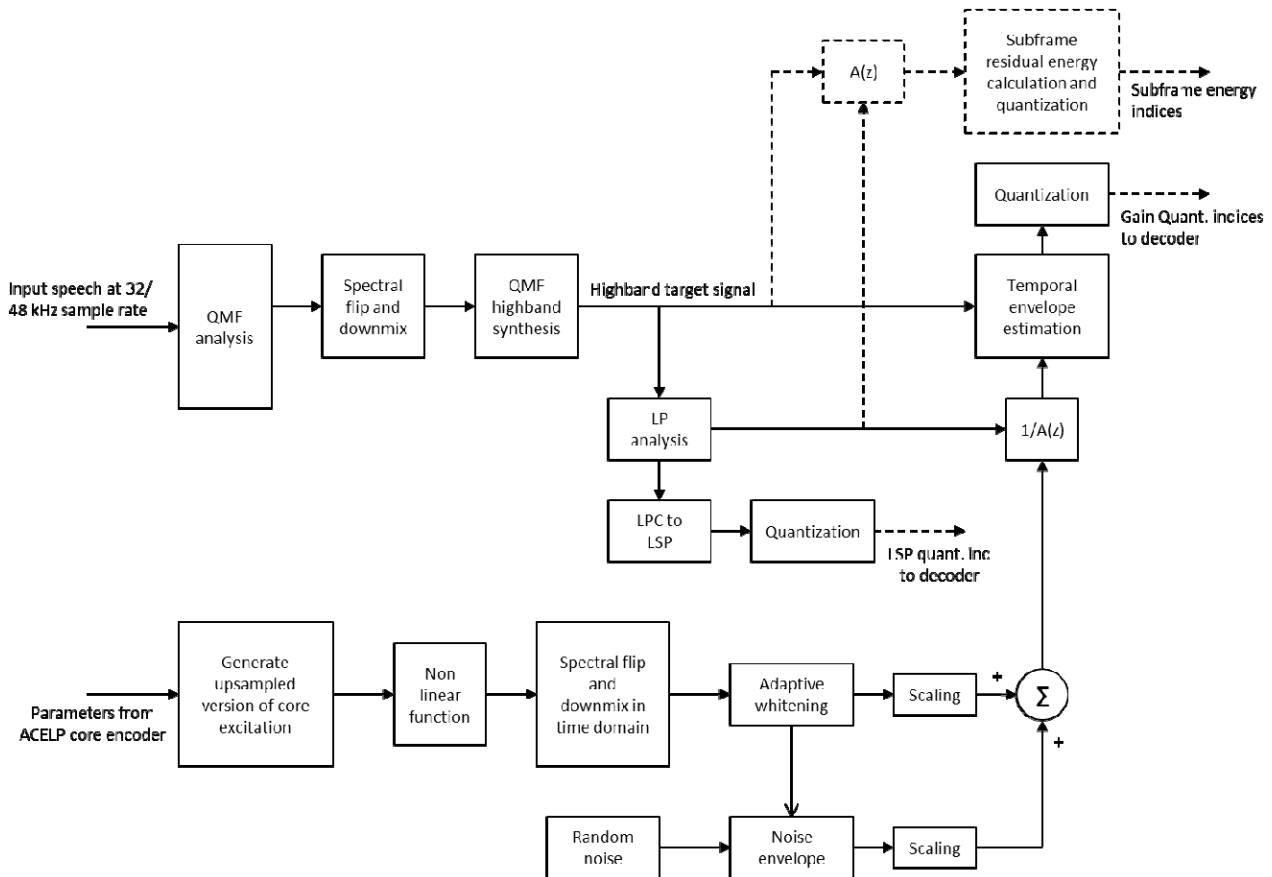 Subframe
residual energy
calculation and
quantization
A(z)
Subframe energy
indices
Quantization
Gain Quant. indices
to decoder
Input speech at 32/
48 kHz sample rate
QMF
analysis
Spectral
flip and
downmix
QMF
highband
synthesis
Highband target signal
Temporal
envelope
estimation
LP
analysis
1/A(z)
LPC to
LSP
Quantization
LSP quant. inc
to decoder
Parameters from
ACELP core encoder
Generate
upsampled
version of core
excitation
Non
linear
function
Spectral flip
and
downmix in
time domain
Adaptive
whitening
Scaling
+
Σ
+
Random
noise
Noise
envelope
Scaling